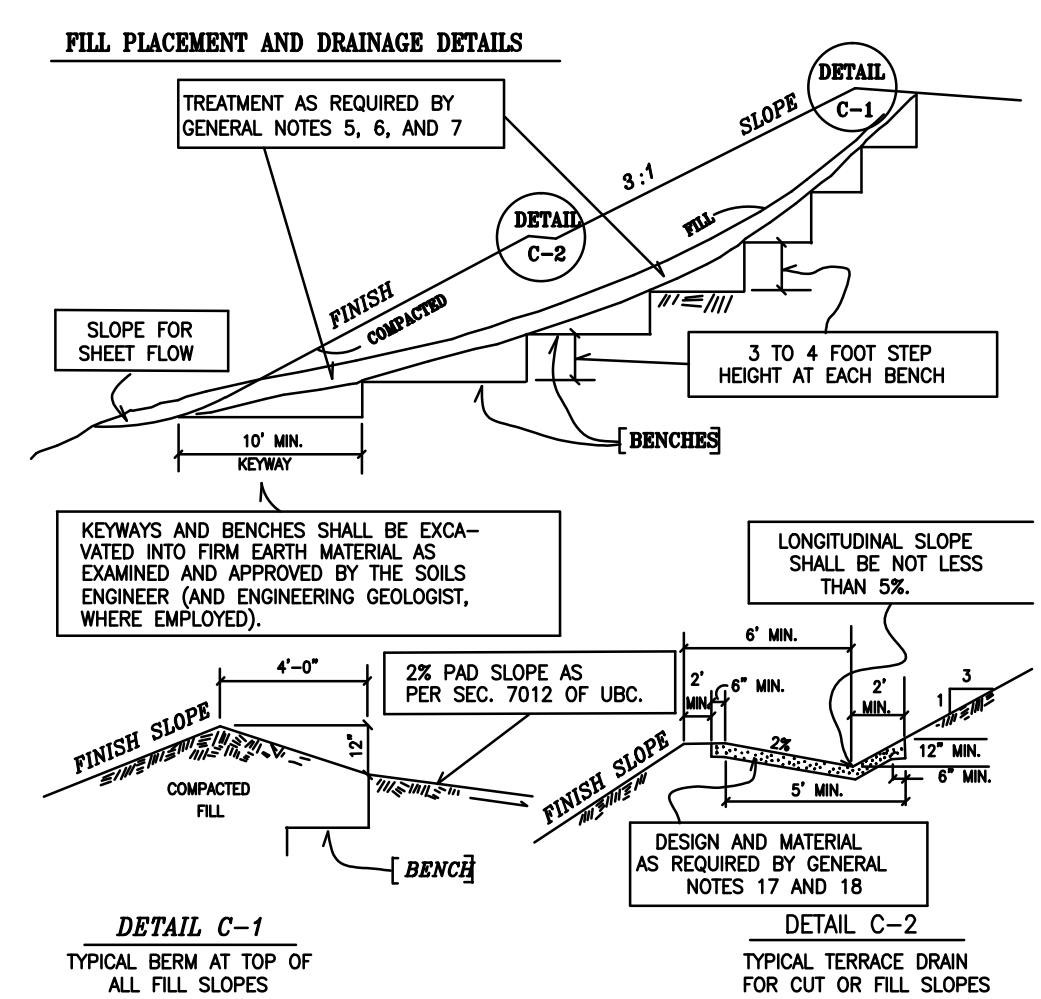 FILL PLACEMENT AND DRAINAGE DETAILS
TREATMENT AS REQUIRED BY
GENERAL NOTES 5, 6, AND 7
DETAIL
C-1
SLOPE
3:1
DETAIL
C-2
FILL
FINISH
COMPACTED
SLOPE FOR
SHEET FLOW
3 TO 4 FOOT STEP
HEIGHT AT EACH BENCH
BENCHES
10' MIN.
KEYWAY
KEYWAYS AND BENCHES SHALL BE EXCA-
VATED INTO FIRM EARTH MATERIAL AS
EXAMINED AND APPROVED BY THE SOILS
ENGINEER (AND ENGINEERING GEOLOGIST,
WHERE EMPLOYED).
4'-0"
2% PAD SLOPE AS
PER SEC. 7012 OF UBC.
FINISH SLOPE
12"
COMPACTED
FILL
BENCH
DETAIL C-1
TYPICAL BERM AT TOP OF
ALL FILL SLOPES
LONGITUDINAL SLOPE
SHALL BE NOT LESS
THAN 5%.
6' MIN.
2'
MIN.
6" MIN.
2'
MIN.
3
1
FINISH SLOPE
2%
12" MIN.
6" MIN.
5' MIN.
DESIGN AND MATERIAL
AS REQUIRED BY GENERAL
NOTES 17 AND 18
DETAIL C-2
TYPICAL TERRACE DRAIN
FOR CUT OR FILL SLOPES